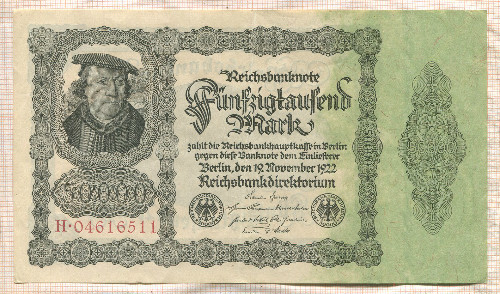 Reichsbanknote
Fünfzigtausend
Mark
zahlt die Reichsbankhauptkasse in Berlin
gegen diese Banknote dem Einlieferer
Berlin, den 19. November 1922
Reichsbankdirektorium
50000
H·04616511